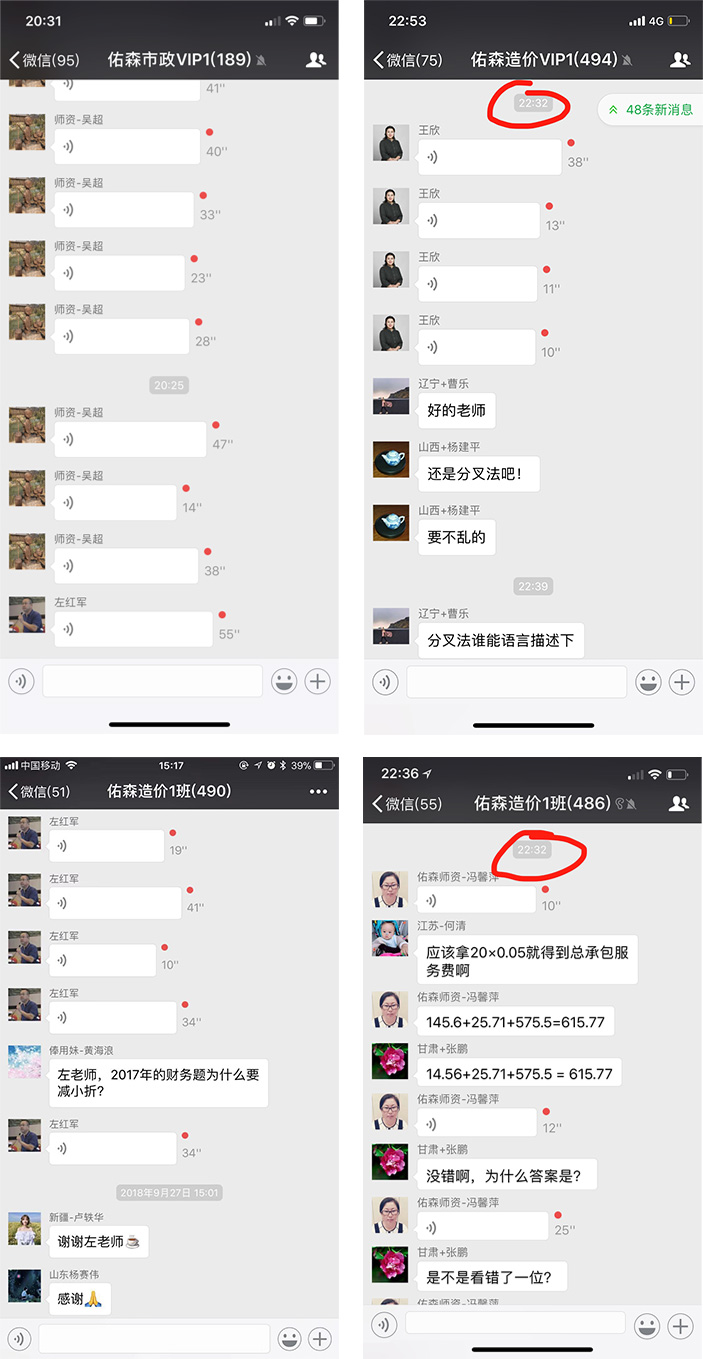 20:31
微信(95)
佑森市政VIP1(189)
41''
师资-吴超
40''
师资-吴超
33''
师资-吴超
23''
师资-吴超
28''
20:25
师资-吴超
47''
师资-吴超
14''
师资-吴超
38''
左红军
55''
22:53
4G
微信(75)
佑森造价VIP1(494)
22:32
48条新消息
王欣
38''
王欣
13''
王欣
11''
王欣
10''
辽宁+曹乐
好的老师
山西+杨建平
还是分叉法吧！
山西+杨建平
要不乱的
22:39
辽宁+曹乐
分叉法谁能语言描述下
中国移动
15:17
39%
微信(51)
佑森造价1班(490)
左红军
19''
左红军
41''
左红军
10''
左红军
34''
俸用妹-黄海浪
左老师，2017年的财务题为什么要
减小折?
左红军
34''
2018年9月27日 15:01
新疆-卢轶华
谢谢左老师
山东杨赛伟
感谢
22:36
微信(55)
佑森造价1班(486)
22:32
佑森师资-冯馨萍
10''
江苏-何清
应该拿20×0.05就得到总承包服
务费啊
佑森师资-冯馨萍
145.6+25.71+575.5=615.77
甘肃+张鹏
14.56+25.71+575.5 = 615.77
佑森师资-冯馨萍
12''
甘肃+张鹏
没错啊，为什么答案是?
佑森师资-冯馨萍
25''
甘肃+张鹏
是不是看错了一位?
佑森师资-冯馨萍